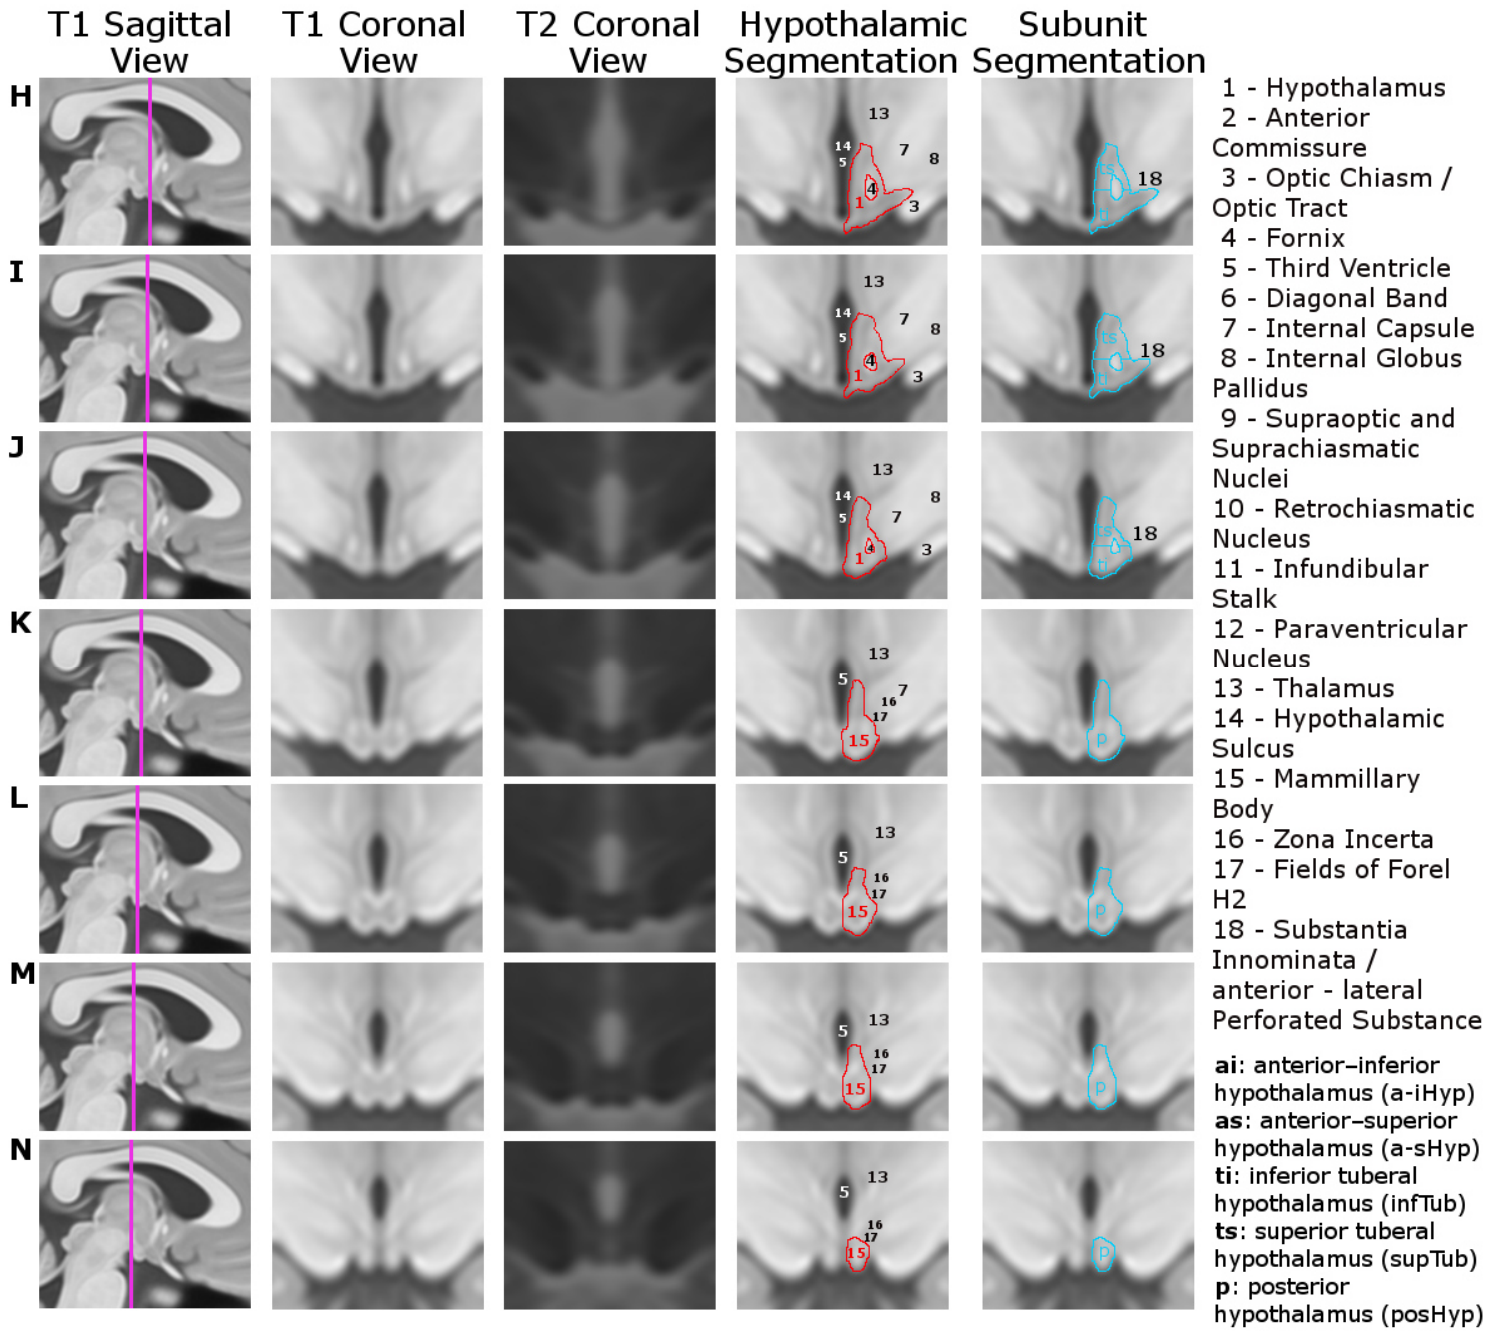 T1 Sagittal View
T1 Coronal View
T2 Coronal View
Hypothalamic Segmentation
Subunit Segmentation
H
13
14
7
5
8
4
1
3
ts
18
ti
I
13
14
7
5
8
4
1
3
ts
18
ti
J
13
14
8
5
7
4
1
3
ts
18
ti
K
13
5
7
16
17
15
p
L
13
5
16
17
15
p
M
13
5
16
17
15
p
N
13
5
16
17
15
p
1 - Hypothalamus
2 - Anterior
Commissure
3 - Optic Chiasm /
Optic Tract
4 - Fornix
5 - Third Ventricle
6 - Diagonal Band
7 - Internal Capsule
8 - Internal Globus
Pallidus
9 - Supraoptic and
Suprachiasmatic
Nuclei
10 - Retrochiasmatic
Nucleus
11 - Infundibular
Stalk
12 - Paraventricular
Nucleus
13 - Thalamus
14 - Hypothalamic
Sulcus
15 - Mammillary
Body
16 - Zona Incerta
17 - Fields of Forel
H2
18 - Substantia
Innominata /
anterior - lateral
Perforated Substance
ai: anterior–inferior
hypothalamus (a-iHyp)
as: anterior–superior
hypothalamus (a-sHyp)
ti: inferior tuberal
hypothalamus (infTub)
ts: superior tuberal
hypothalamus (supTub)
p: posterior
hypothalamus (posHyp)